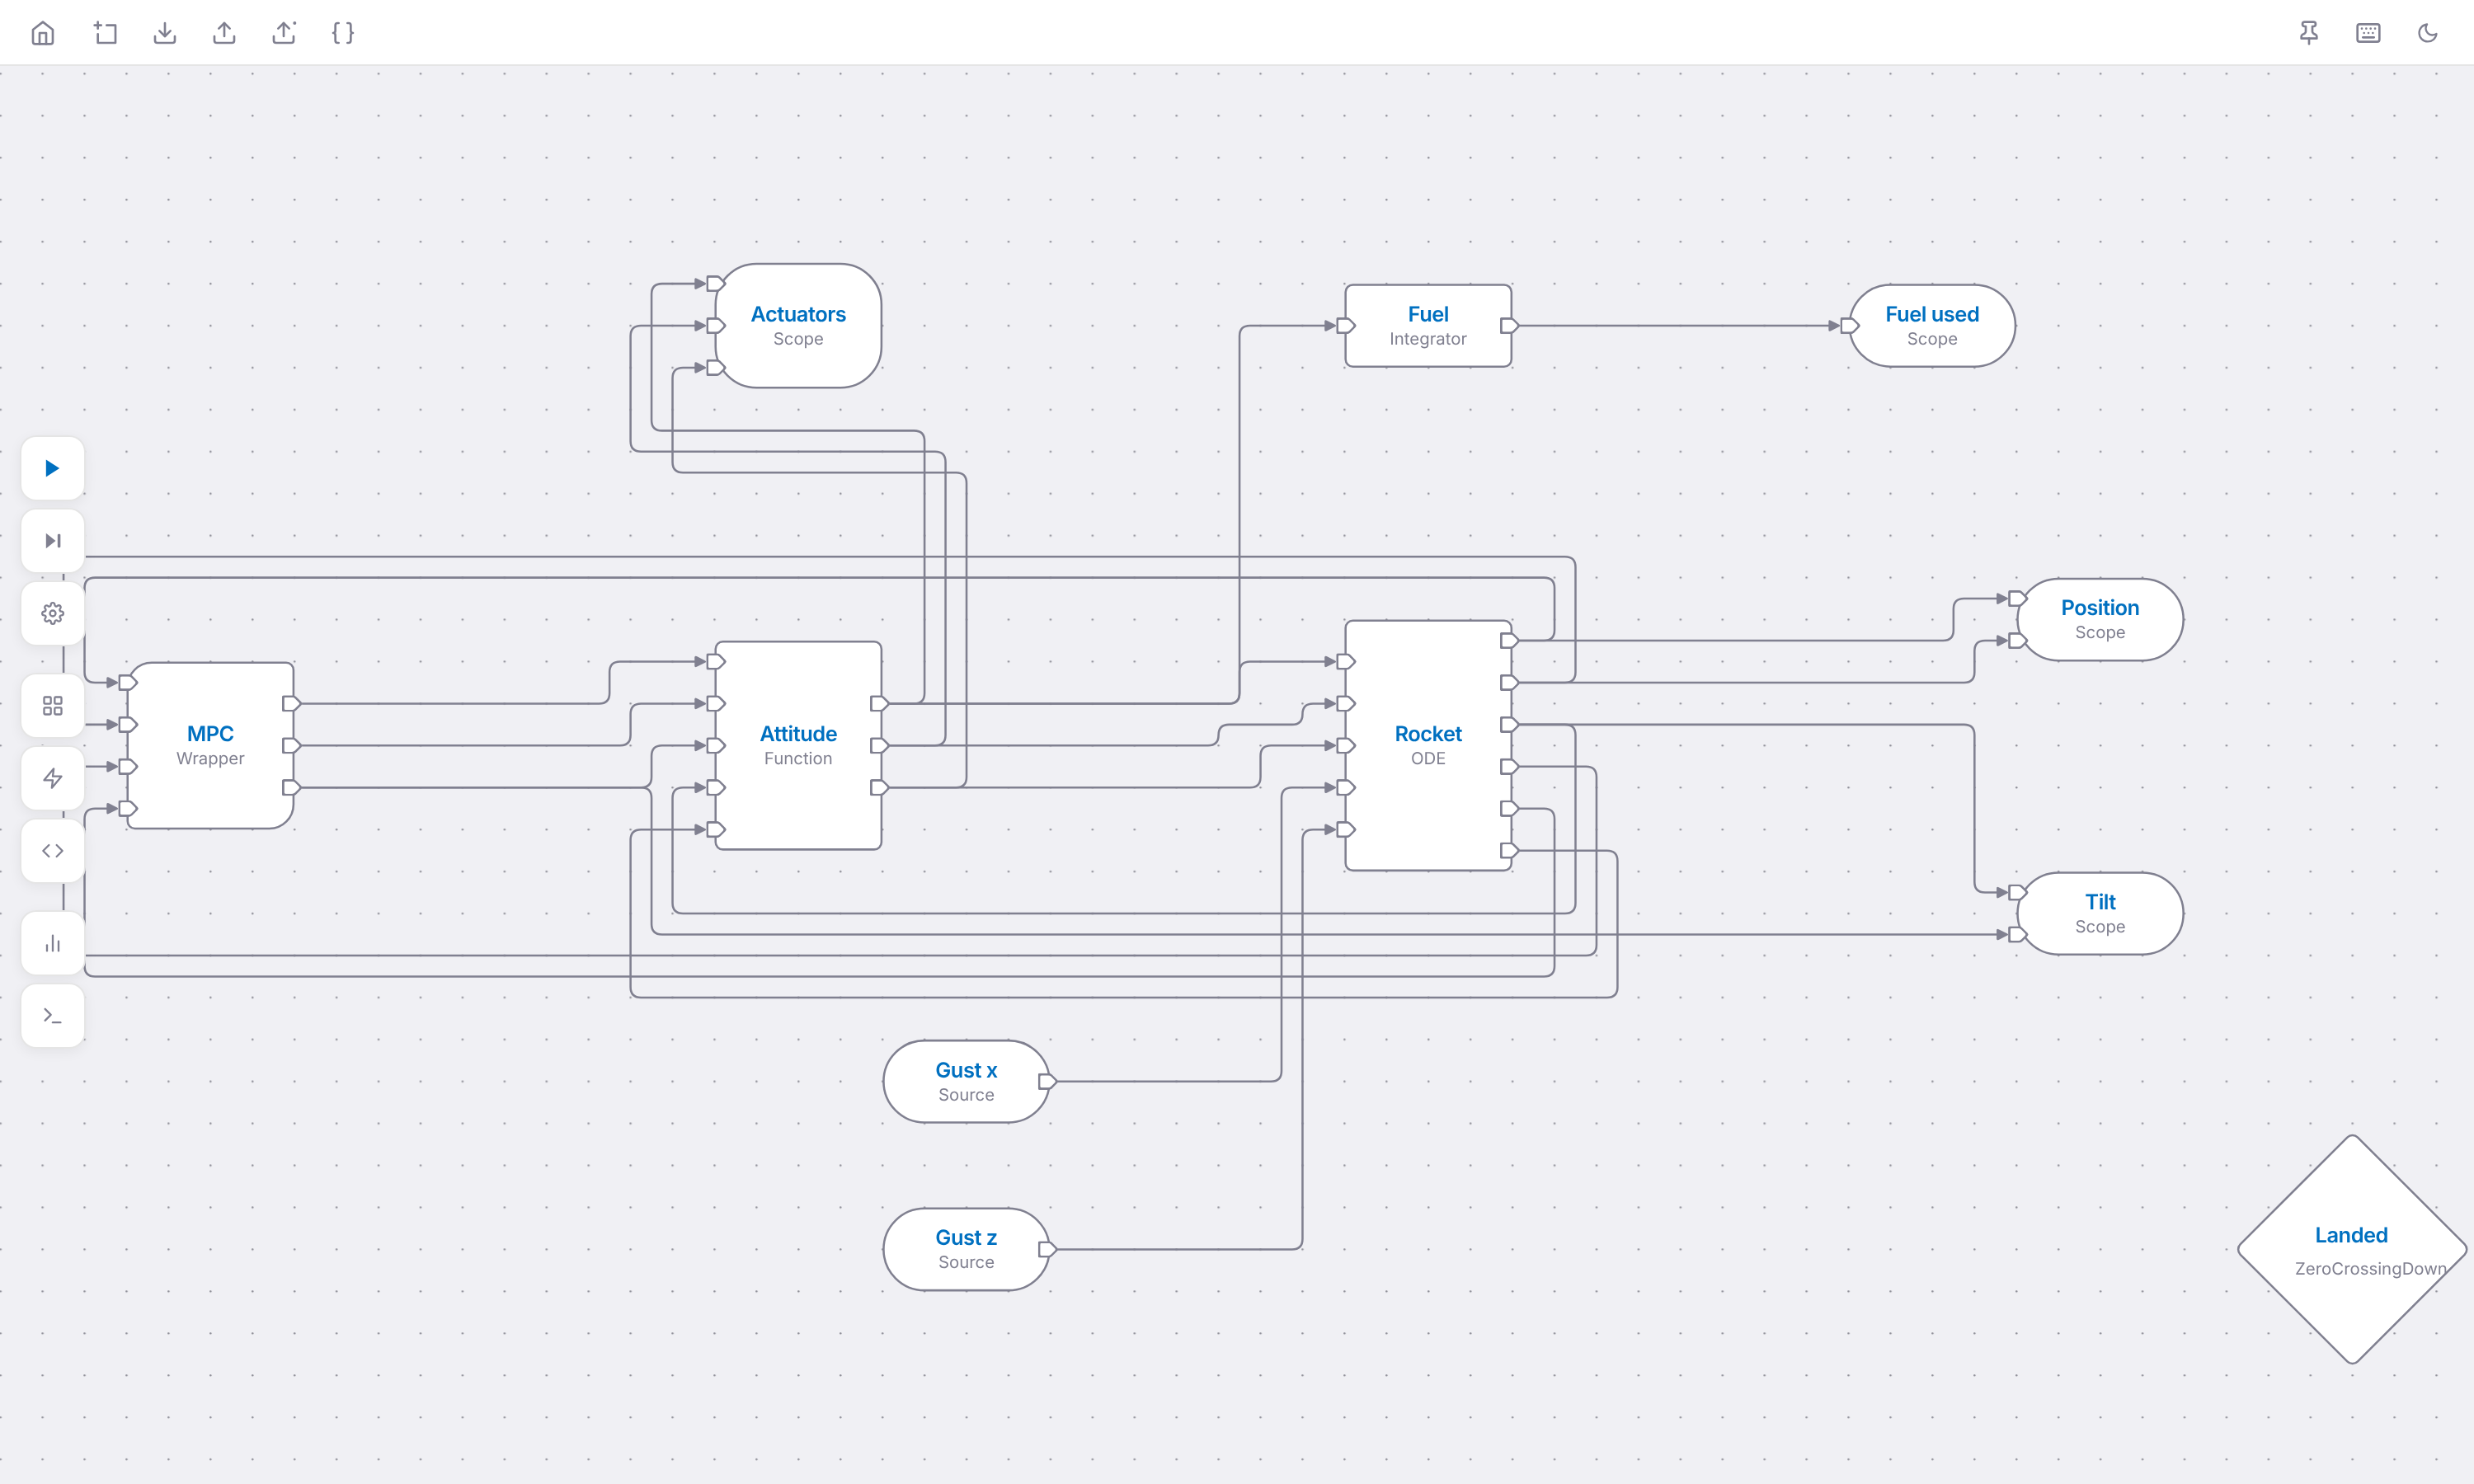 Actuators
Scope
Fuel
Integrator
Fuel used
Scope
Position
Scope
MPC
Wrapper
Attitude
Function
Rocket
ODE
Tilt
Scope
Gust x
Source
Gust z
Source
Landed
ZeroCrossingDown